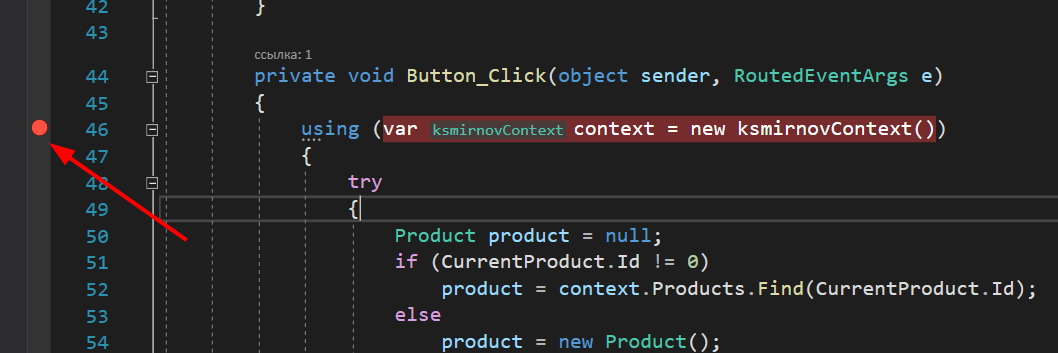 42 }
43
ссылка: 1
44 private void Button_Click(object sender, RoutedEventArgs e)
45 {
46 using (var ksmirnovContext context = new ksmirnovContext())
47 {
48 try
49 {
50 Product product = null;
51 if (CurrentProduct.Id != 0)
52 product = context.Products.Find(CurrentProduct.Id);
53 else
54 product = new Product();